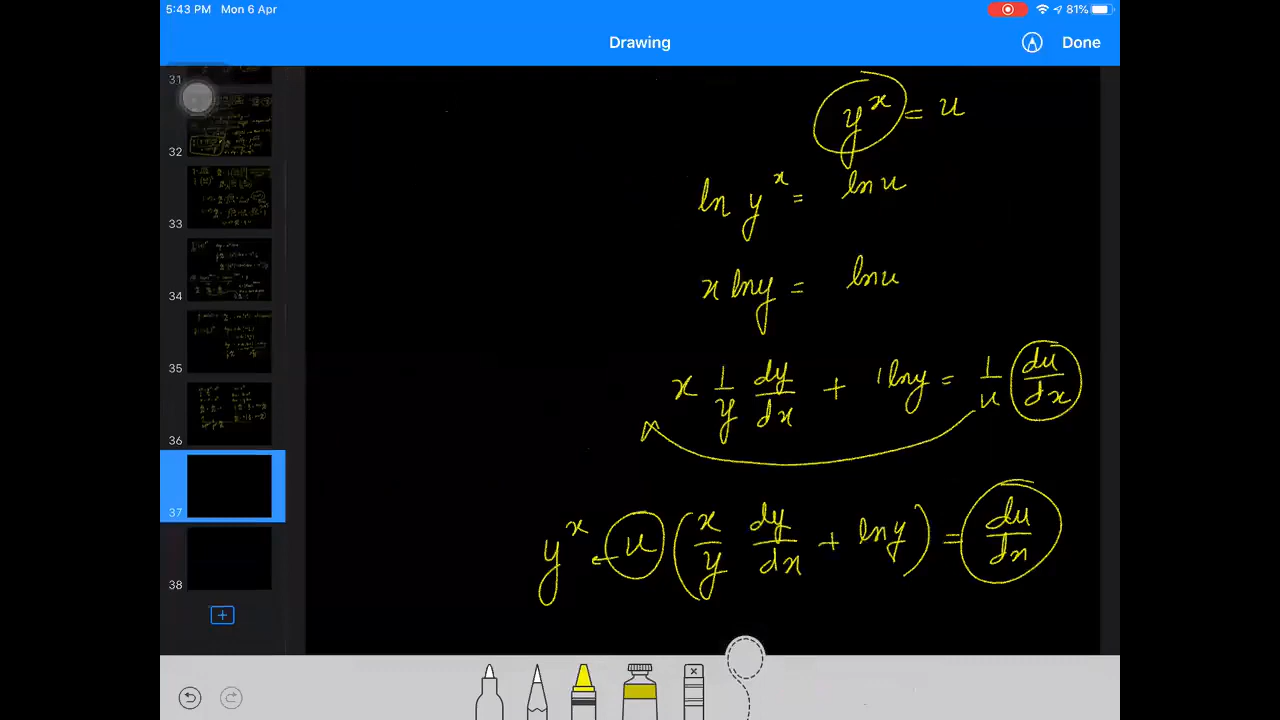 5:43 PM Mon 6 Apr
81%
Drawing
Done
31
32
33
34
35
36
37
38
y^x = u
ln y^x = ln u
x ln y = ln u
x 1/y dy/dx + 1 ln y = 1/u du/dx
y^x ← u (x/y dy/dx + ln y) = du/dx